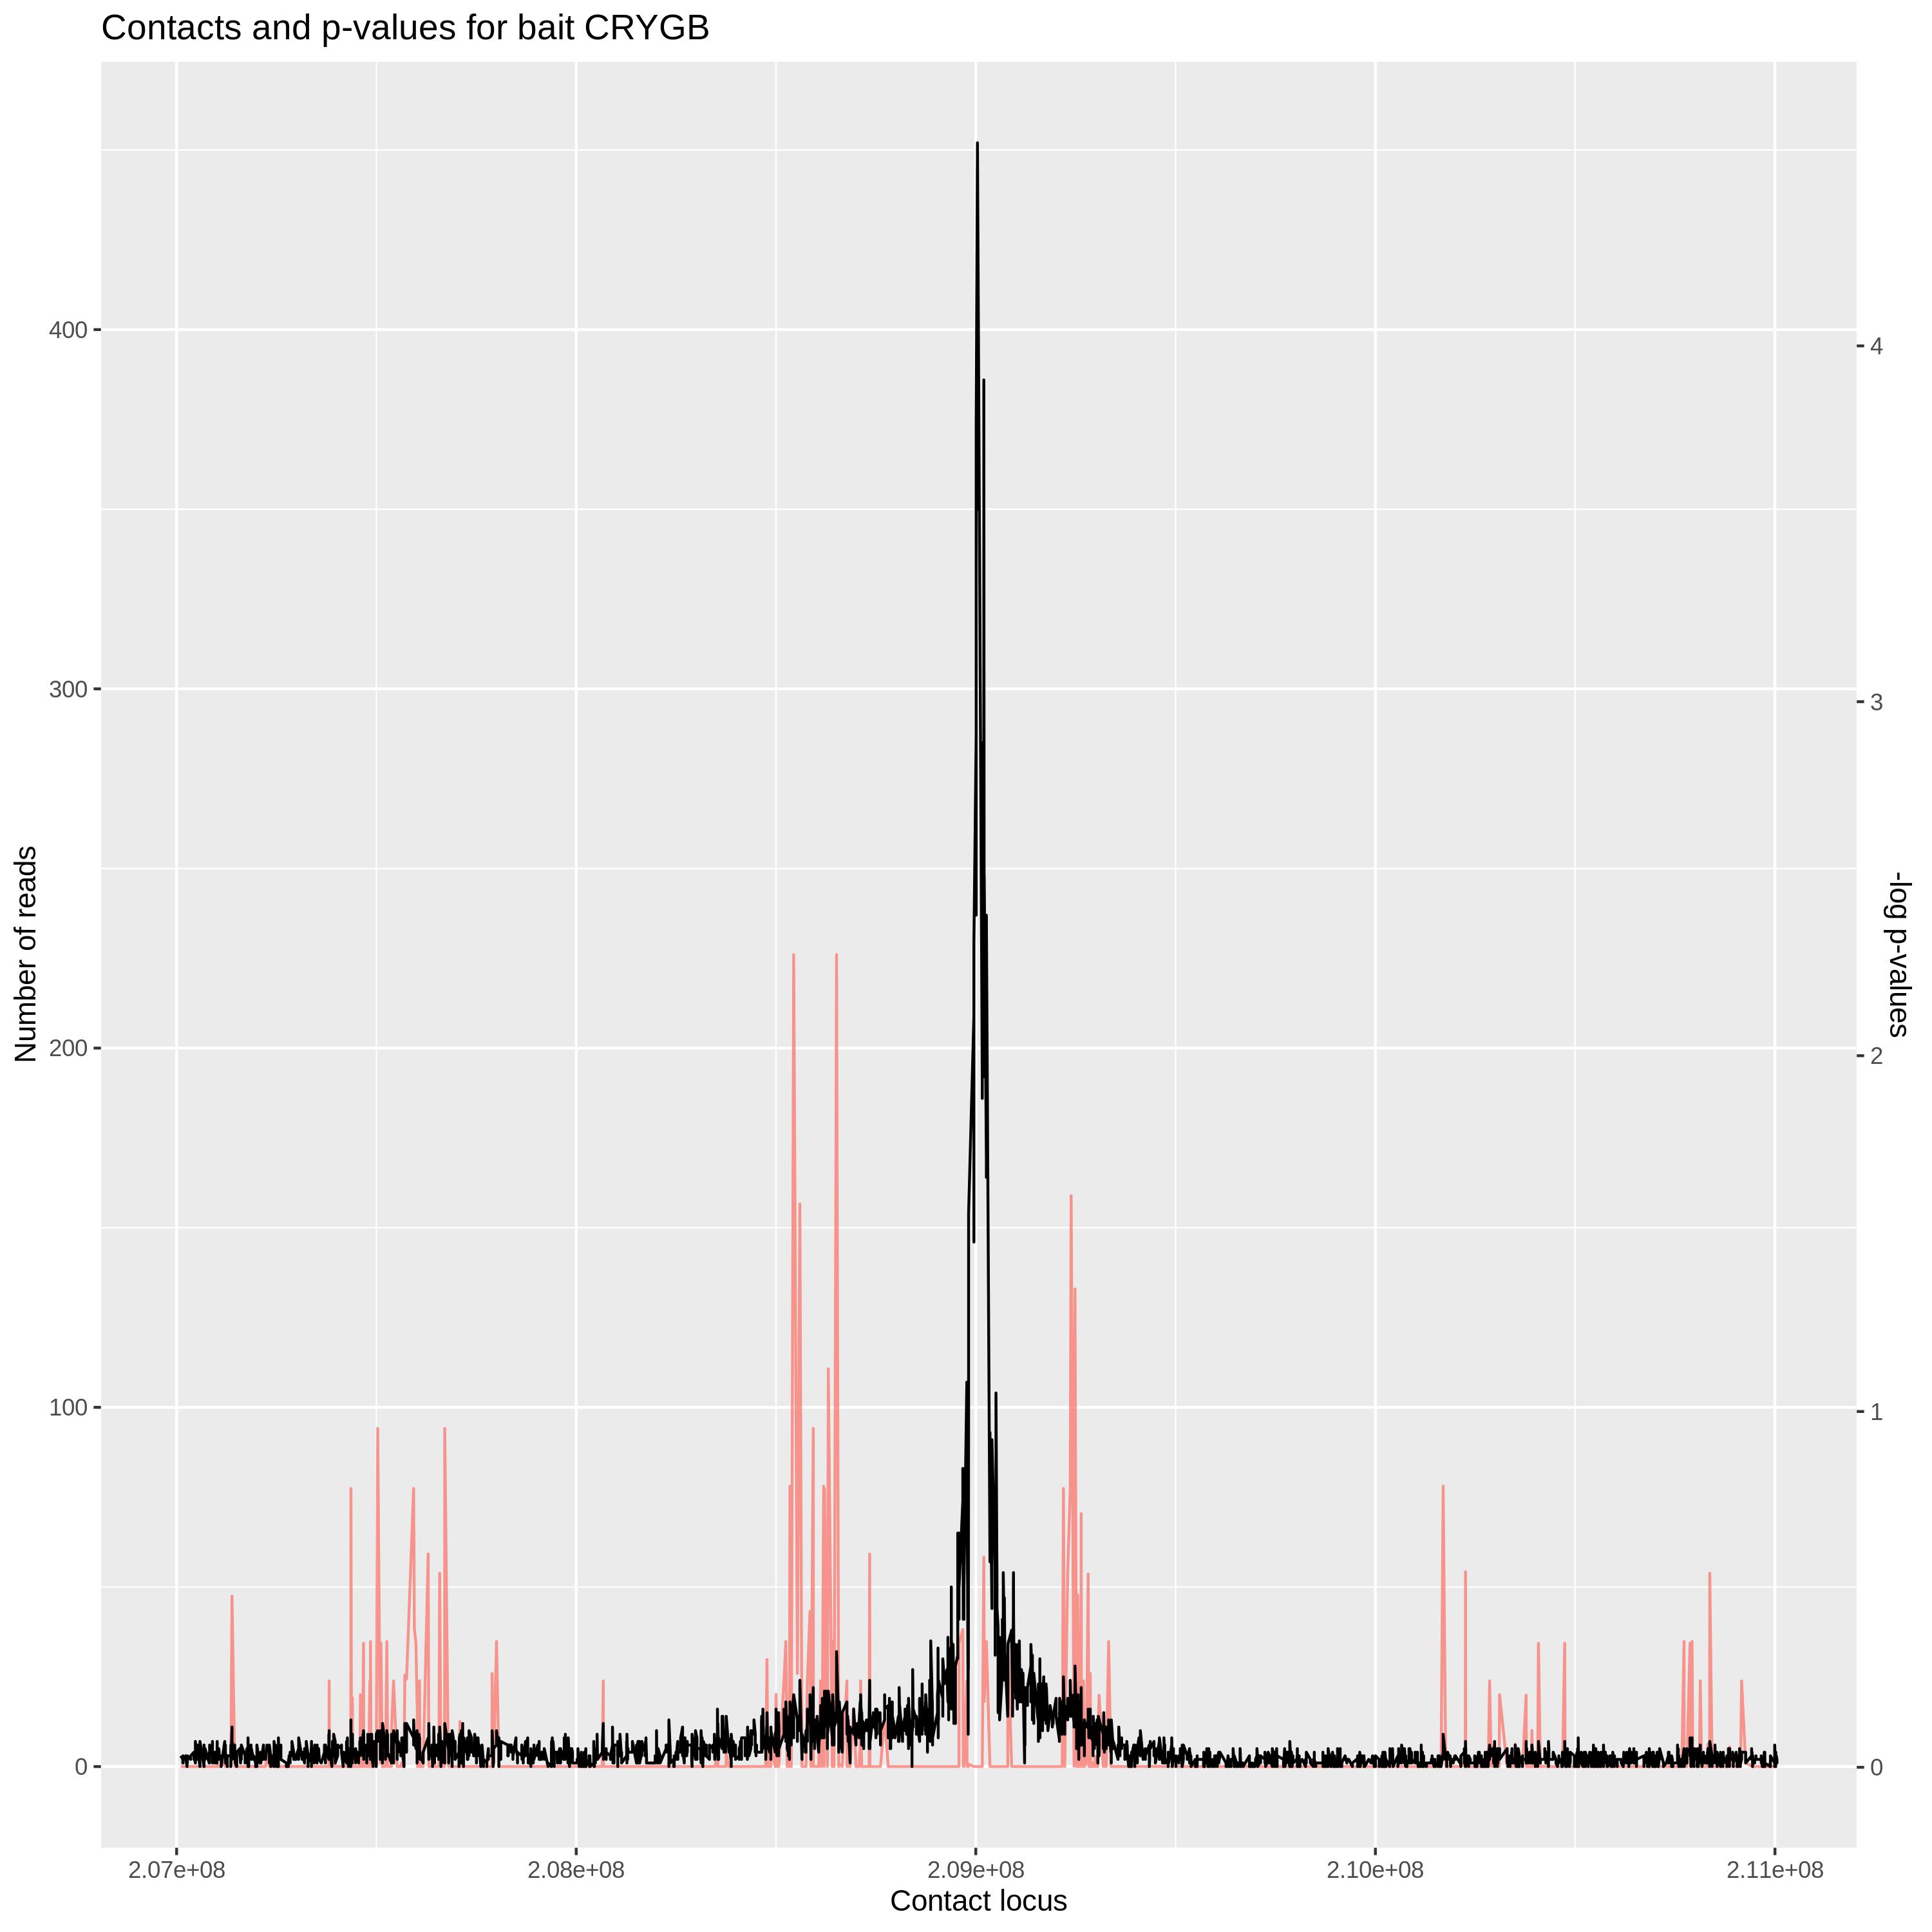 Contacts and p-values for bait CRYGB
400
300
200
100
0
Number of reads
4
3
2
1
0
-log p-values
2.07e+08 2.08e+08 2.09e+08 2.10e+08 2.11e+08
Contact locus